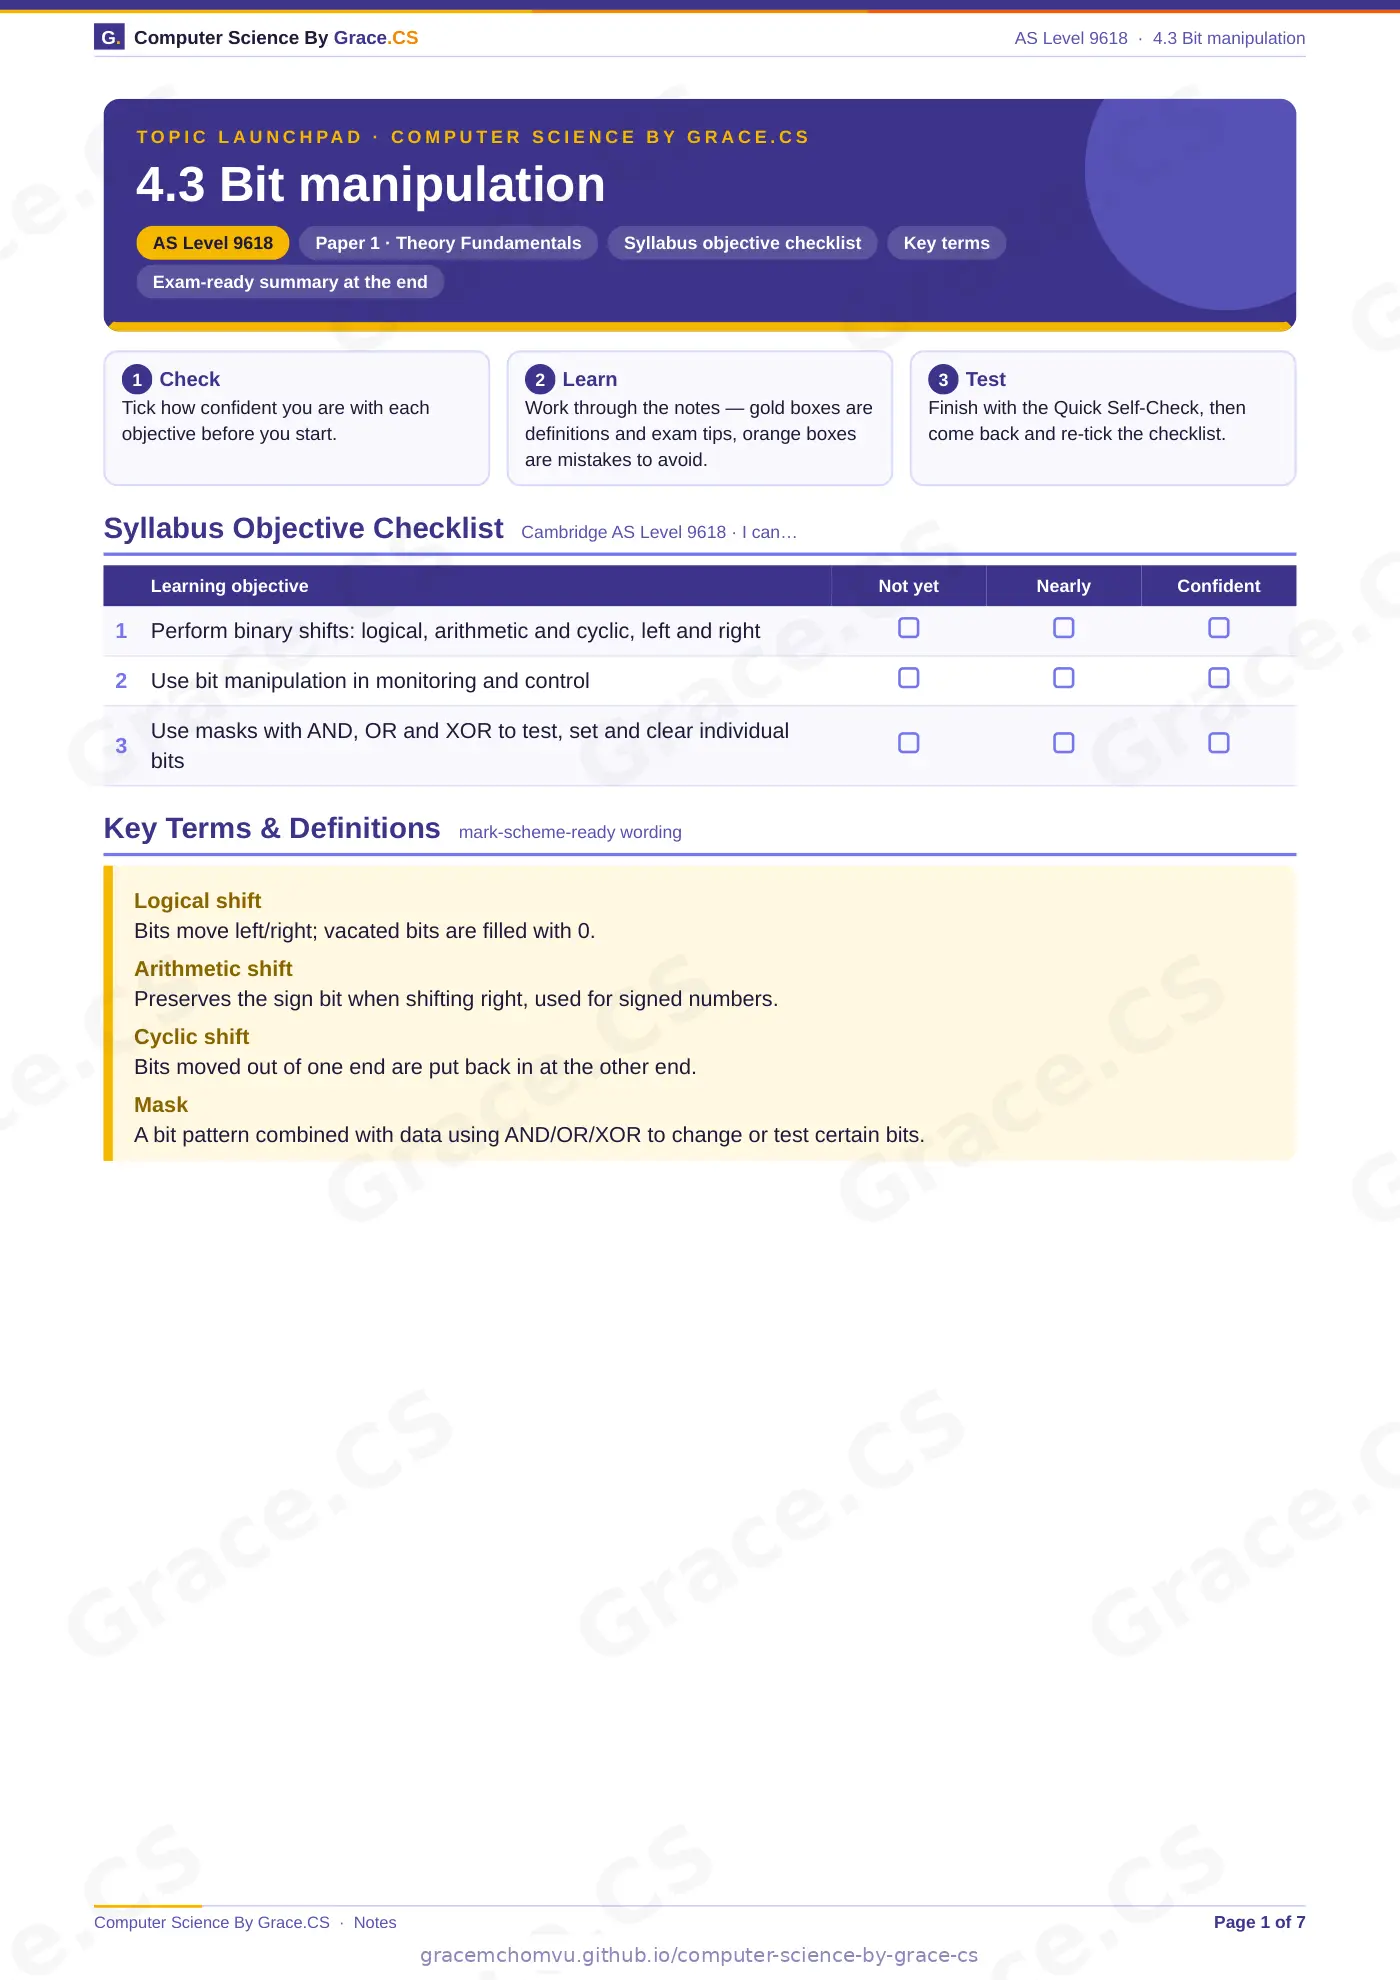 G. Computer Science By Grace.CS
AS Level 9618 · 4.3 Bit manipulation
TOPIC LAUNCHPAD · COMPUTER SCIENCE BY GRACE.CS
4.3 Bit manipulation
AS Level 9618 Paper 1 · Theory Fundamentals Syllabus objective checklist Key terms
Exam-ready summary at the end
1 Check
Tick how confident you are with each
objective before you start.
2 Learn
Work through the notes — gold boxes are
definitions and exam tips, orange boxes
are mistakes to avoid.
3 Test
Finish with the Quick Self-Check, then
come back and re-tick the checklist.
Syllabus Objective Checklist Cambridge AS Level 9618 · I can…
Learning objective Not yet Nearly Confident
1 Perform binary shifts: logical, arithmetic and cyclic, left and right
2 Use bit manipulation in monitoring and control
3 Use masks with AND, OR and XOR to test, set and clear individual
bits
Key Terms & Definitions mark-scheme-ready wording
Logical shift
Bits move left/right; vacated bits are filled with 0.
Arithmetic shift
Preserves the sign bit when shifting right, used for signed numbers.
Cyclic shift
Bits moved out of one end are put back in at the other end.
Mask
A bit pattern combined with data using AND/OR/XOR to change or test certain bits.
Computer Science By Grace.CS · Notes
Page 1 of 7
gracemchomvu.github.io/computer-science-by-grace-cs